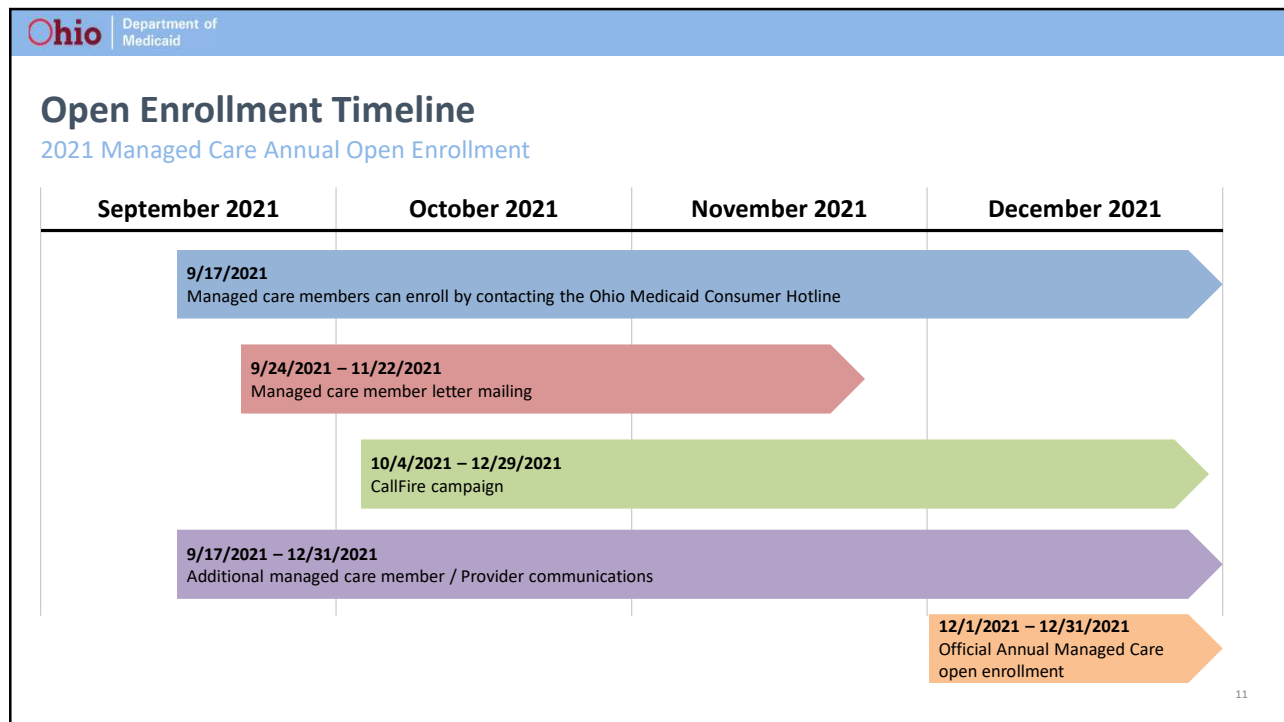 Ohio
Department of
Medicaid
Open Enrollment Timeline
2021 Managed Care Annual Open Enrollment
September 2021
October 2021
November 2021
December 2021
9/17/2021
Managed care members can enroll by contacting the Ohio Medicaid Consumer Hotline
9/24/2021 – 11/22/2021
Managed care member letter mailing
10/4/2021 – 12/29/2021
CallFire campaign
9/17/2021 – 12/31/2021
Additional managed care member / Provider communications
12/1/2021 – 12/31/2021
Official Annual Managed Care
open enrollment
11